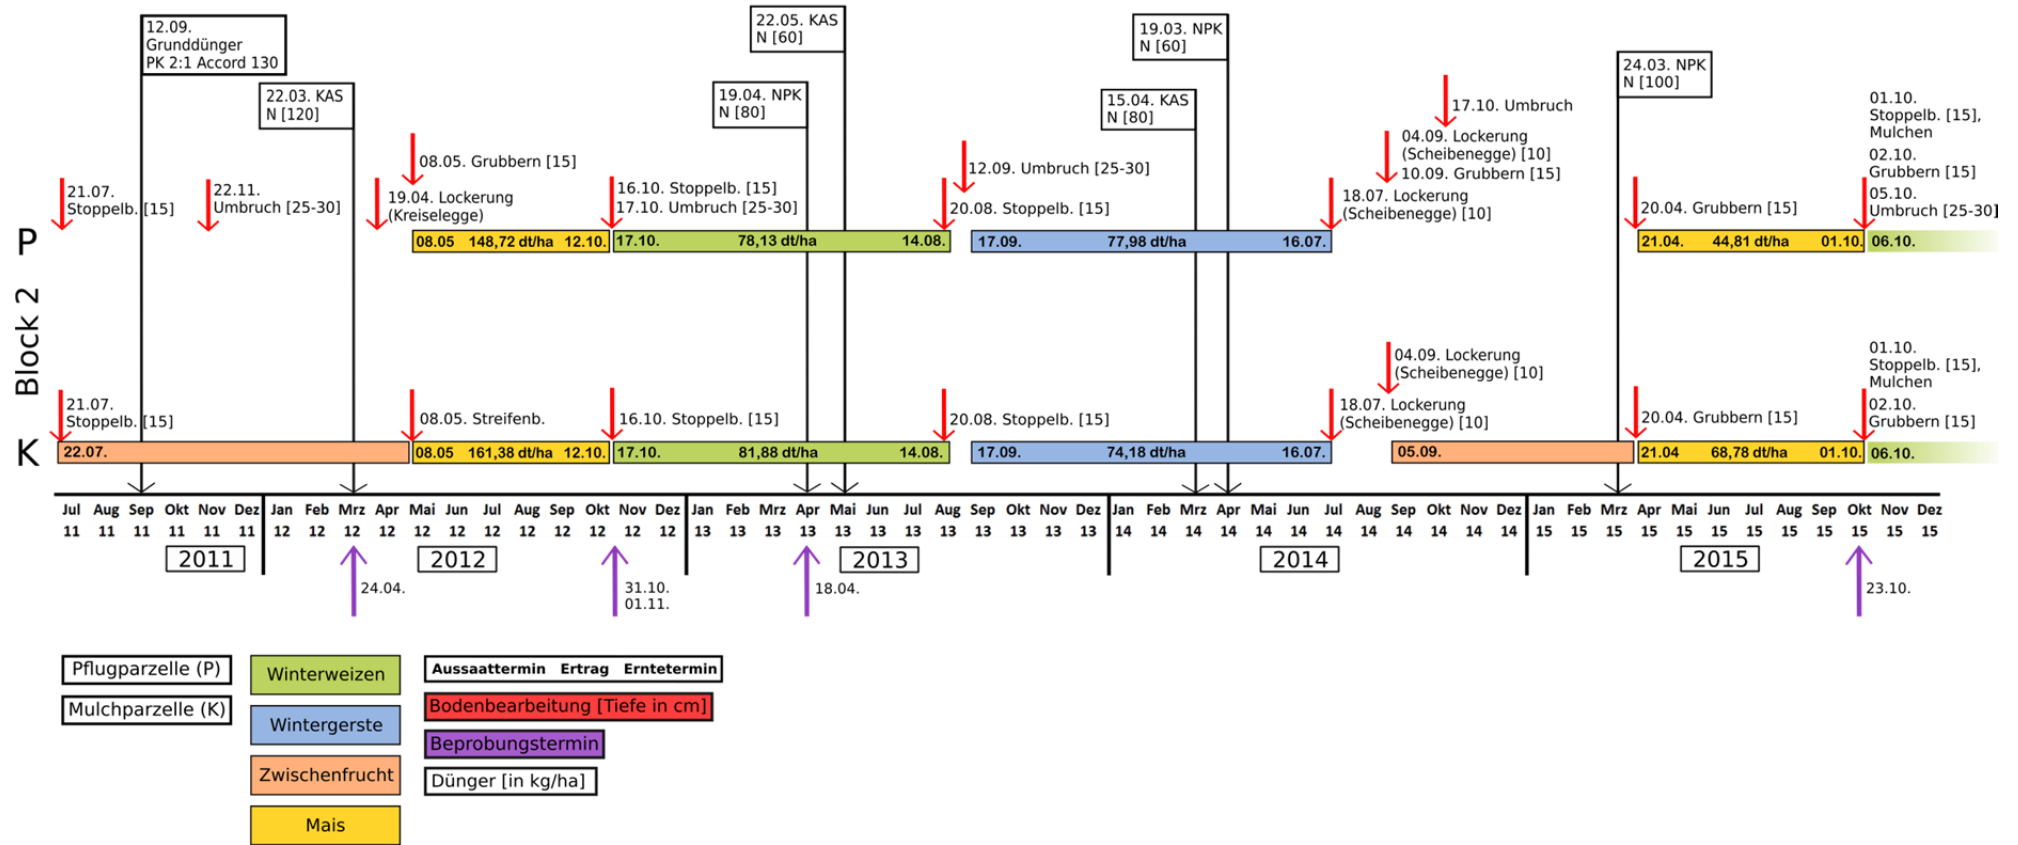 12.09.
Grunddünger
PK 2:1 Accord 130
22.03. KAS
N [120]
22.05. KAS
N [60]
19.04. NPK
N [80]
19.03. NPK
N [60]
15.04. KAS
N [80]
24.03. NPK
N [100]
21.07.
Stoppelb. [15]
22.11.
Umbruch [25-30]
08.05. Grubbern [15]
19.04. Lockerung
(Kreiselegge)
16.10. Stoppelb. [15]
17.10. Umbruch [25-30]
12.09. Umbruch [25-30]
20.08. Stoppelb. [15]
17.10. Umbruch
04.09. Lockerung
(Scheibenegge) [10]
10.09. Grubbern [15]
18.07. Lockerung
(Scheibenegge) [10]
20.04. Grubbern [15]
01.10.
Stoppelb. [15],
Mulchen
02.10.
Grubbern [15]
05.10.
Umbruch [25-30]
P
08.05 148,72 dt/ha 12.10.
17.10. 78,13 dt/ha 14.08.
17.09. 77,98 dt/ha 16.07.
21.04. 44,81 dt/ha 01.10.
06.10.
Block 2
21.07.
Stoppelb. [15]
08.05. Streifenb.
16.10. Stoppelb. [15]
20.08. Stoppelb. [15]
04.09. Lockerung
(Scheibenegge) [10]
18.07. Lockerung
(Scheibenegge) [10]
20.04. Grubbern [15]
01.10.
Stoppelb. [15],
Mulchen
02.10.
Grubbern [15]
K
22.07.
08.05 161,38 dt/ha 12.10.
17.10. 81,88 dt/ha 14.08.
17.09. 74,18 dt/ha 16.07.
05.09.
21.04 68,78 dt/ha 01.10.
06.10.
Jul Aug Sep Okt Nov Dez Jan Feb Mrz Apr Mai Jun Jul Aug Sep Okt Nov Dez Jan Feb Mrz Apr Mai Jun Jul Aug Sep Okt Nov Dez Jan Feb Mrz Apr Mai Jun Jul Aug Sep Okt Nov Dez Jan Feb Mrz Apr Mai Jun Jul Aug Sep Okt Nov Dez
11 11 11 11 11 11 12 12 12 12 12 12 12 12 12 12 12 12 13 13 13 13 13 13 13 13 13 13 13 13 14 14 14 14 14 14 14 14 14 14 14 14 15 15 15 15 15 15 15 15 15 15 15 15
2011 2012 2013 2014 2015
24.04.
31.10.
01.11.
18.04.
23.10.
Pflugparzelle (P)
Mulchparzelle (K)
Winterweizen
Wintergerste
Zwischenfrucht
Mais
Aussaattermin Ertrag Erntetermin
Bodenbearbeitung [Tiefe in cm]
Beprobungstermin
Dünger [in kg/ha]